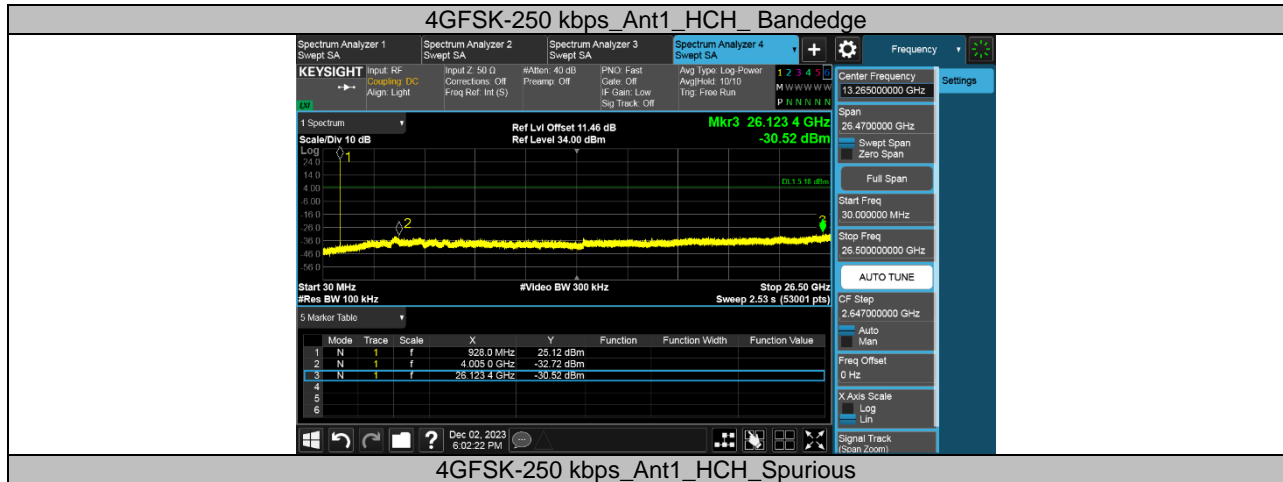 4GFSK-250 kbps_Ant1_HCH_ Bandedge
Spectrum Analyzer 1
Swept SA
Spectrum Analyzer 2
Swept SA
Spectrum Analyzer 3
Swept SA
Spectrum Analyzer 4
Swept SA
Frequency
KEYSIGHT
Input: RF
Coupling: DC
Align: Light
LXI
Input Z: 50 Ω
Corrections: Off
Freq Ref: Int (S)
#Atten: 40 dB
Preamp: Off
PNO: Fast
Gate: Off
IF Gain: Low
Sig Track: Off
Avg Type: Log-Power
Avg|Hold: 10/10
Trig: Free Run
1 2 3 4 5 6
M W W W W W
P N N N N N
1 Spectrum
Scale/Div 10 dB
Ref Lvl Offset 11.46 dB
Ref Level 34.00 dBm
Mkr3 26.123 4 GHz
-30.52 dBm
Log
24.0
14.0
4.00
-6.00
-16.0
-26.0
-36.0
-46.0
-56.0
1
2
DL1 5.18 dBm
Start 30 MHz
#Res BW 100 kHz
#Video BW 300 kHz
Stop 26.50 GHz
Sweep 2.53 s (53001 pts)
5 Marker Table
Mode Trace Scale X Y Function Function Width Function Value
1 N 1 f 928.0 MHz 25.12 dBm
2 N 1 f 4.005 0 GHz -32.72 dBm
3 N 1 f 26.123 4 GHz -30.52 dBm
4
5
6
Dec 02, 2023
6:02:22 PM
Center Frequency
13.265000000 GHz
Settings
Span
26.4700000 GHz
Swept Span
Zero Span
Full Span
Start Freq
30.000000 MHz
Stop Freq
26.500000000 GHz
AUTO TUNE
CF Step
2.647000000 GHz
Auto
Man
Freq Offset
0 Hz
X Axis Scale
Log
Lin
Signal Track
(Span Zoom)
4GFSK-250 kbps_Ant1_HCH_Spurious